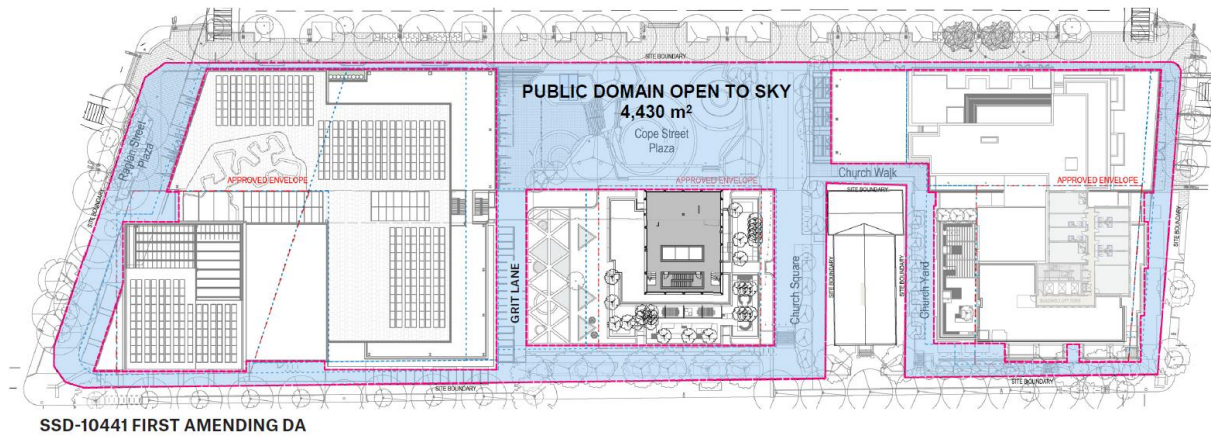 SITE BOUNDARY
PUBLIC DOMAIN OPEN TO SKY
4,430 m²
Cope Street
Plaza
Raglan Street
Plaza
APPROVED ENVELOPE
APPROVED ENVELOPE
Church Walk
APPROVED ENVELOPE
SITE BOUNDARY
SITE BOUNDARY
GRIT LANE
Church Square
SITE BOUNDARY
SITE BOUNDARY
Church Yard
SITE BOUNDARY
SITE BOUNDARY
SITE BOUNDARY
SSD-10441 FIRST AMENDING DA